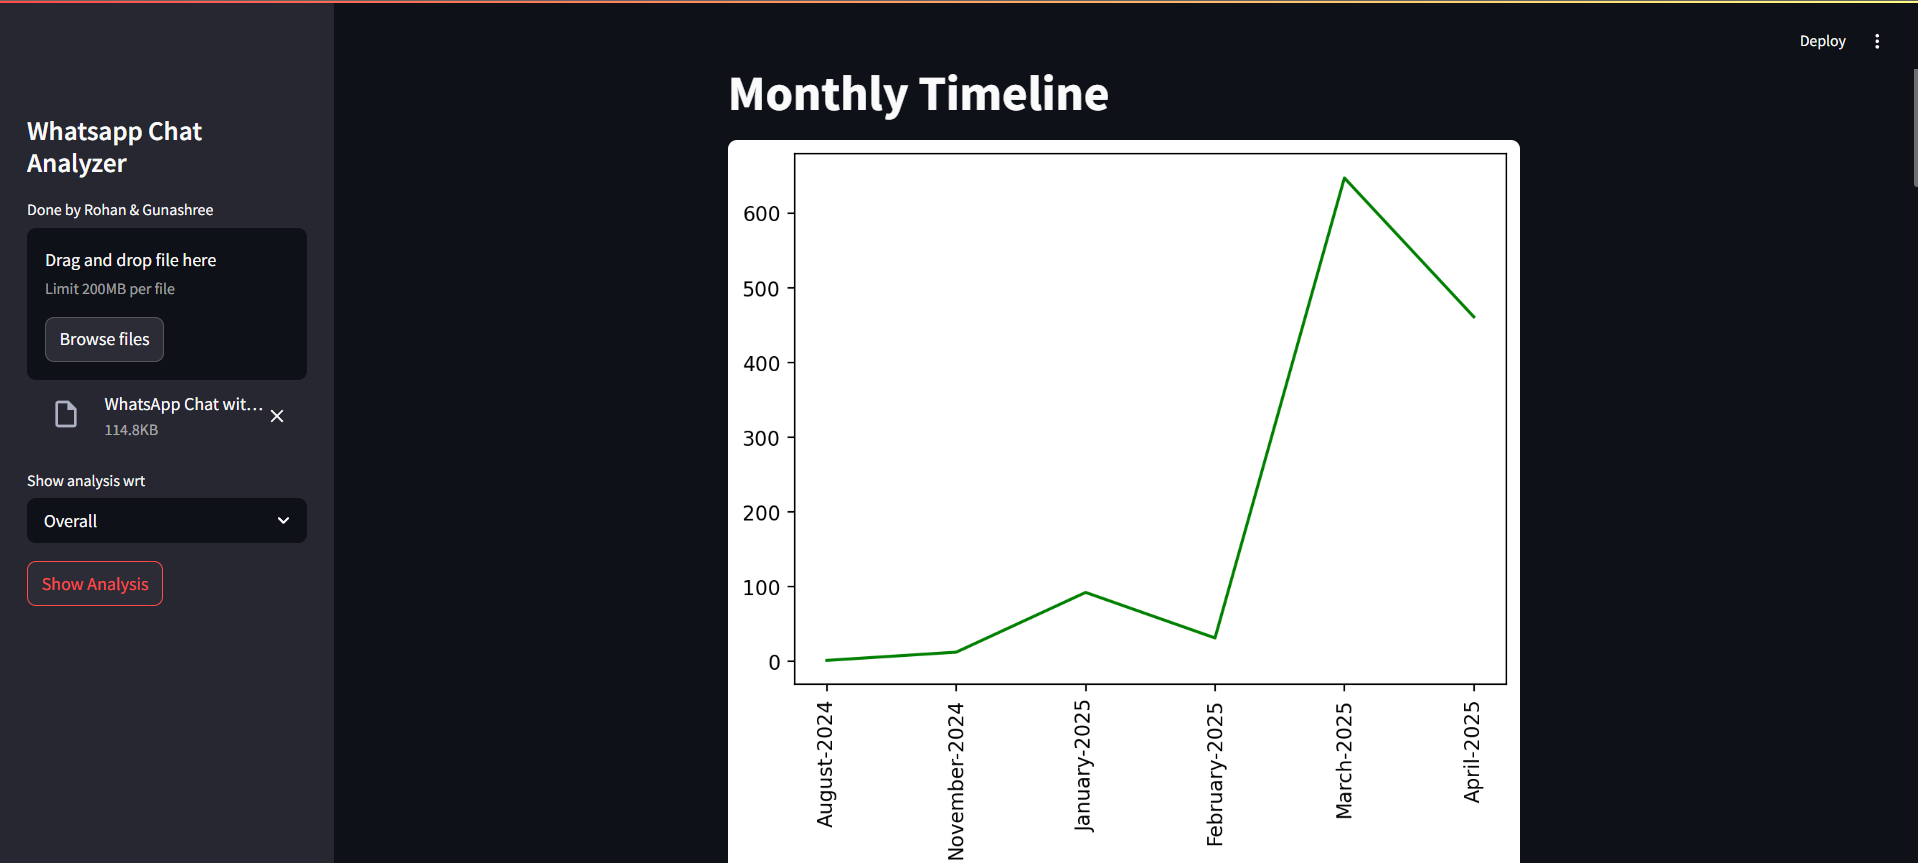 Deploy
Whatsapp Chat
Analyzer
Done by Rohan & Gunashree
Drag and drop file here
Limit 200MB per file
Browse files
WhatsApp Chat wit...
114.8KB
Show analysis wrt
Overall
Show Analysis
Monthly Timeline
600
500
400
300
200
100
0
August-2024
November-2024
January-2025
February-2025
March-2025
April-2025